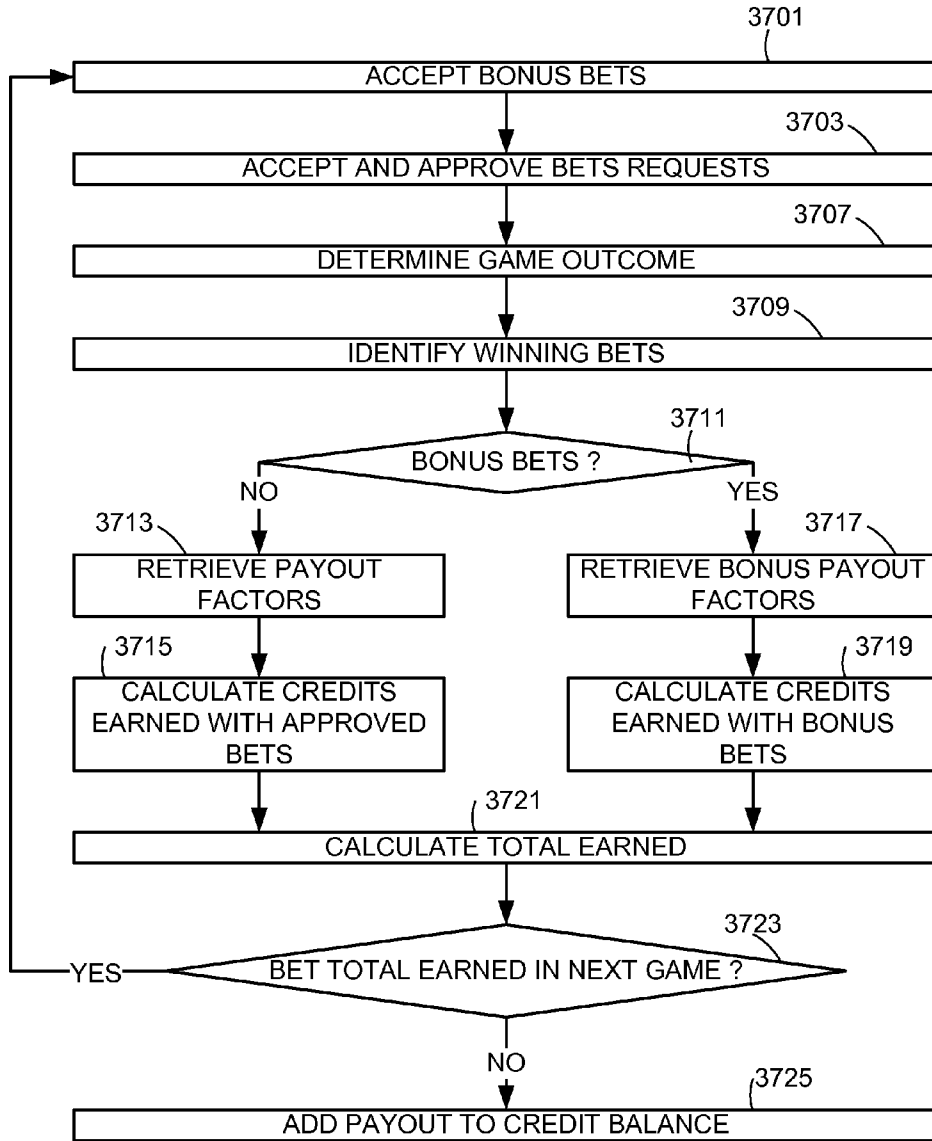 3701
ACCEPT BONUS BETS
3703
ACCEPT AND APPROVE BETS REQUESTS
3707
DETERMINE GAME OUTCOME
3709
IDENTIFY WINNING BETS
3711
BONUS BETS ?
NO
YES
3713
RETRIEVE PAYOUT
FACTORS
3717
RETRIEVE BONUS PAYOUT
FACTORS
3715
CALCULATE CREDITS
EARNED WITH APPROVED
BETS
3719
CALCULATE CREDITS
EARNED WITH BONUS
BETS
3721
CALCULATE TOTAL EARNED
3723
BET TOTAL EARNED IN NEXT GAME ?
YES
NO
3725
ADD PAYOUT TO CREDIT BALANCE